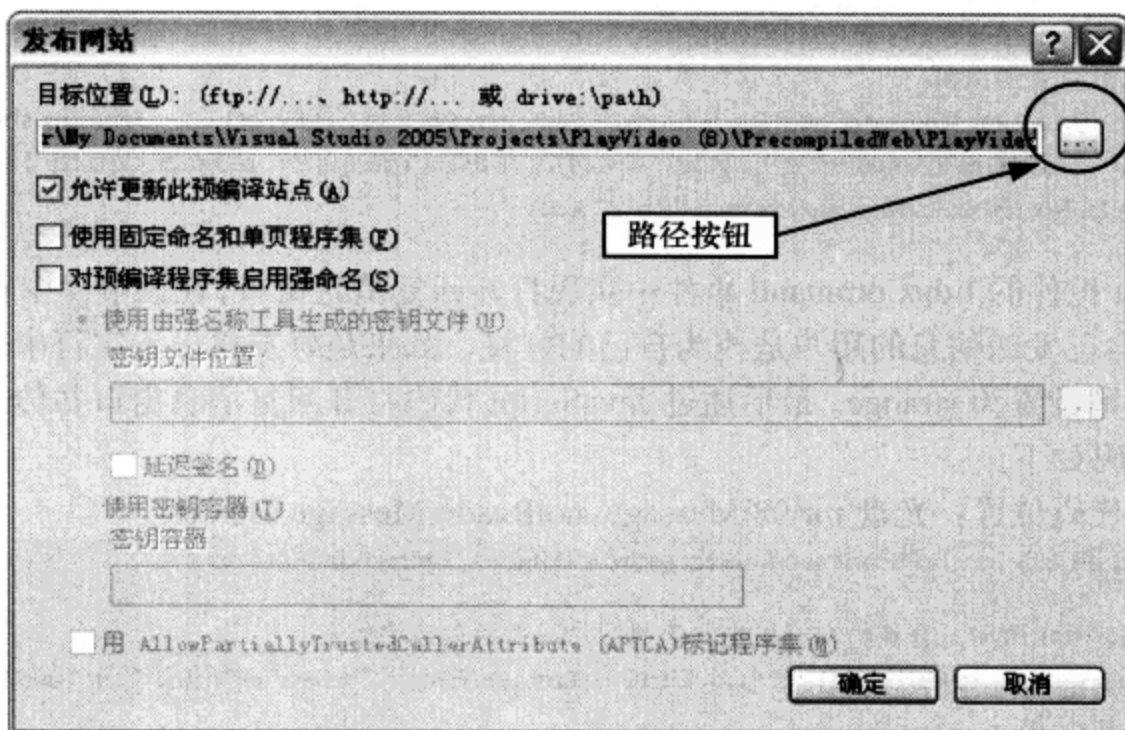 发布网站
目标位置(L): (ftp://...、http://... 或 drive:\path)
r\My Documents\Visual Studio 2005\Projects\PlayVideo (8)\PrecompiledWeb\PlayVideo
...
允许更新此预编译站点(A)
路径按钮
使用固定命名和单页程序集(F)
对预编译程序集启用强命名(S)
使用由强名称工具生成的密钥文件(U)
密钥文件位置
延迟签名(D)
使用密钥容器(T)
密钥容器
用 AllowPartiallyTrustedCallerAttribute (APTCA)标记程序集(M)
确定
取消